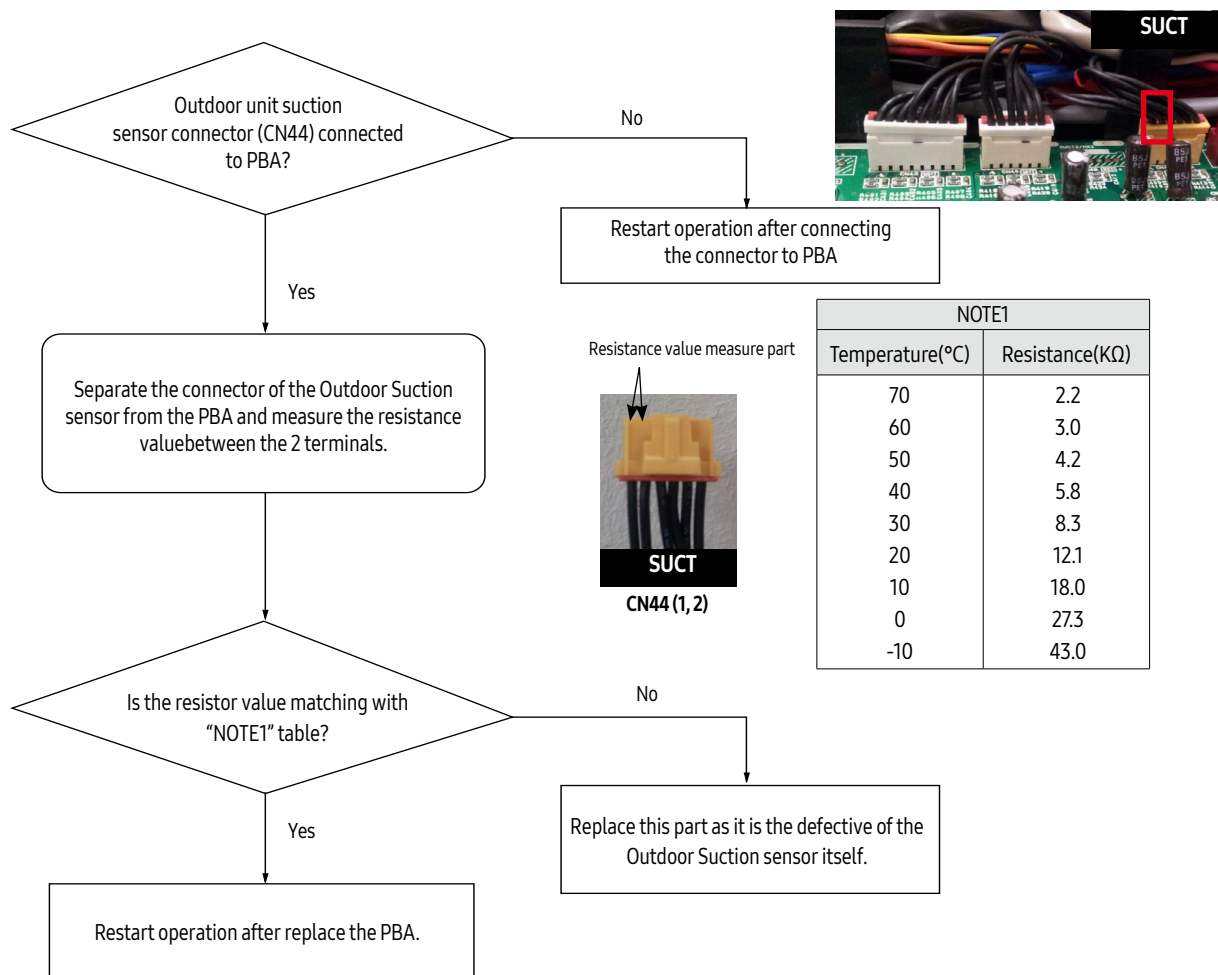 SUCT
Outdoor unit suction
sensor connector (CN44) connected
to PBA?
No
Restart operation after connecting
the connector to PBA
Yes
Separate the connector of the Outdoor Suction
sensor from the PBA and measure the resistance
valuebetween the 2 terminals.
Resistance value measure part
SUCT
CN44 (1, 2)
NOTE1
Temperature(°C) Resistance(KΩ)
70 2.2
60 3.0
50 4.2
40 5.8
30 8.3
20 12.1
10 18.0
0 27.3
-10 43.0
Is the resistor value matching with
“NOTE1” table?
No
Replace this part as it is the defective of the
Outdoor Suction sensor itself.
Yes
Restart operation after replace the PBA.